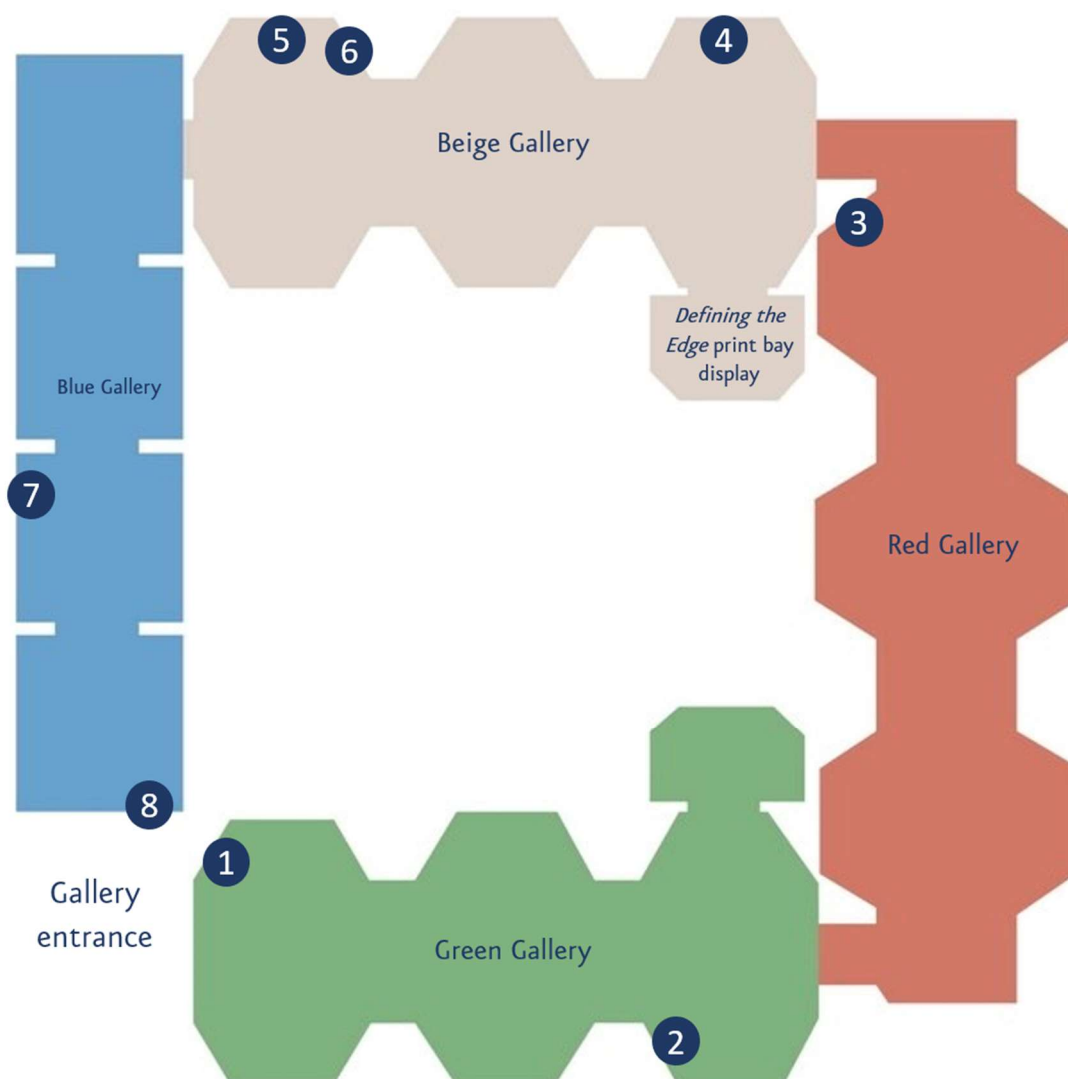 5
6
4
Beige Gallery
3
Defining the
Edge print bay
display
Blue Gallery
7
Red Gallery
8
1
Gallery
entrance
Green Gallery
2